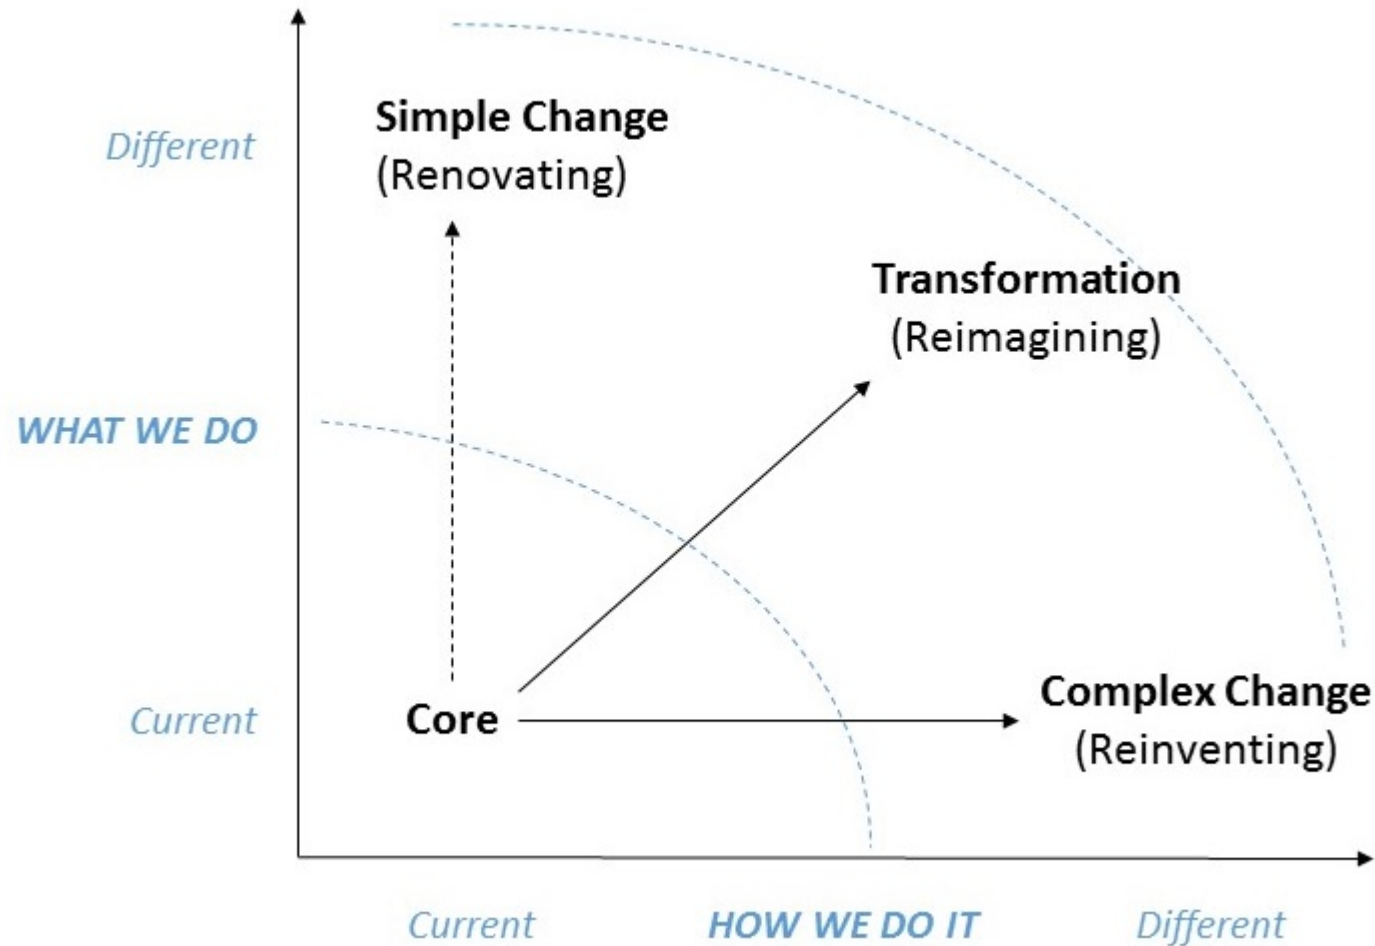 Simple Change
(Renovating)
Different
Transformation
(Reimagining)
WHAT WE DO
Complex Change
(Reinventing)
Core
Current
Current
HOW WE DO IT
Different